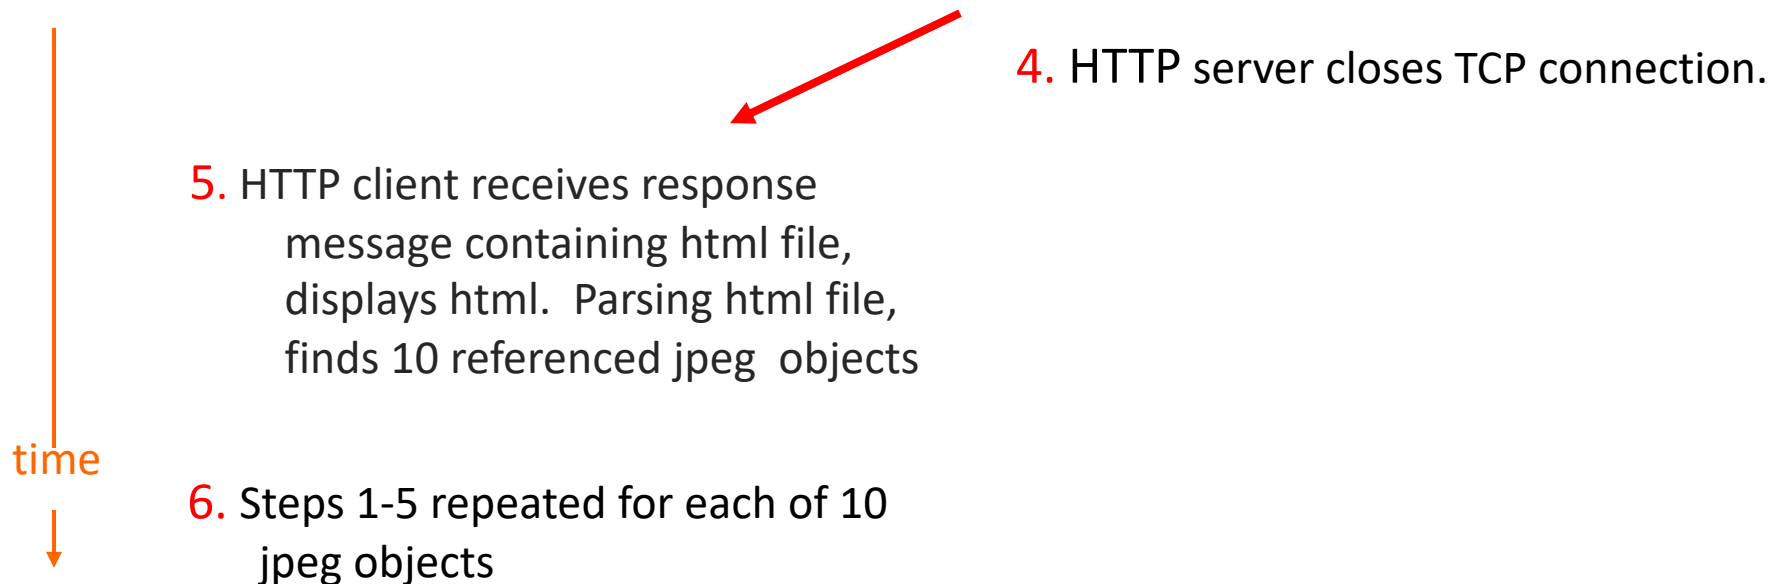 4. HTTP server closes TCP connection.
5. HTTP client receives response
message containing html file,
displays html.  Parsing html file,
finds 10 referenced jpeg  objects
time
6. Steps 1-5 repeated for each of 10
jpeg objects